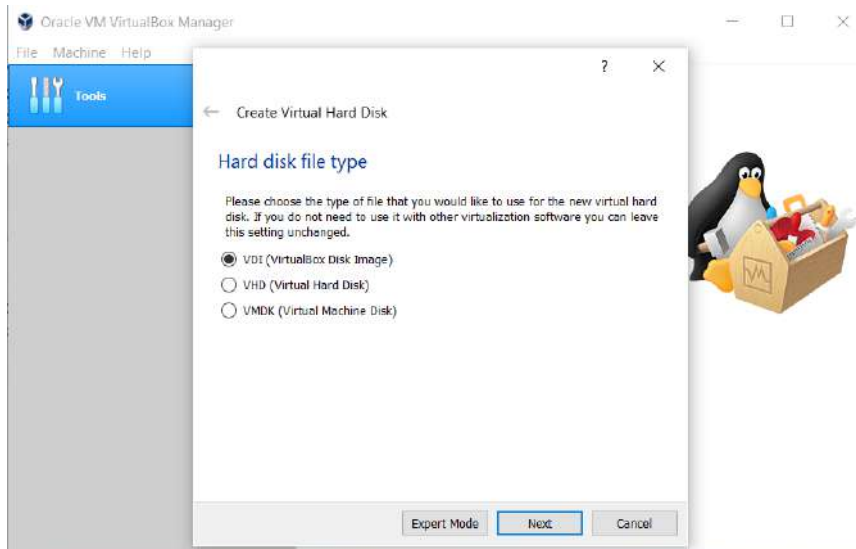 Oracle VM VirtualBox Manager
File Machine Help
Tools
?
Create Virtual Hard Disk
Hard disk file type
Please choose the type of file that you would like to use for the new virtual hard
disk. If you do not need to use it with other virtualization software you can leave
this setting unchanged.
VDI (VirtualBox Disk Image)
VHD (Virtual Hard Disk)
VMDK (Virtual Machine Disk)
Expert Mode Next Cancel